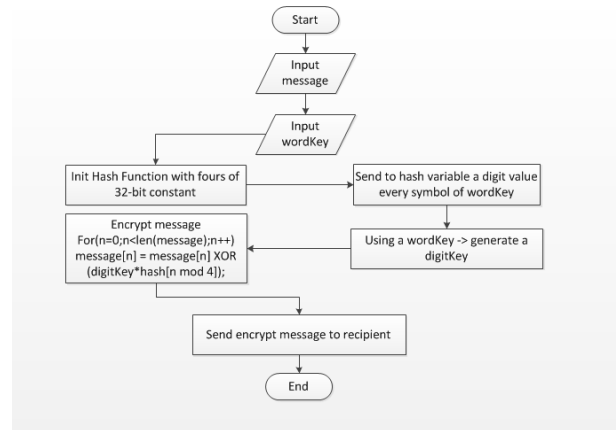 Start
Input
message
Input
wordKey
Init Hash Function with fours of
32-bit constant
Send to hash variable a digit value
every symbol of wordKey
Using a wordKey -> generate a
digitKey
Encrypt message
For(n=0;n<len(message);n++)
message[n] = message[n] XOR
(digitKey*hash[n mod 4]);
Send encrypt message to recipient
End